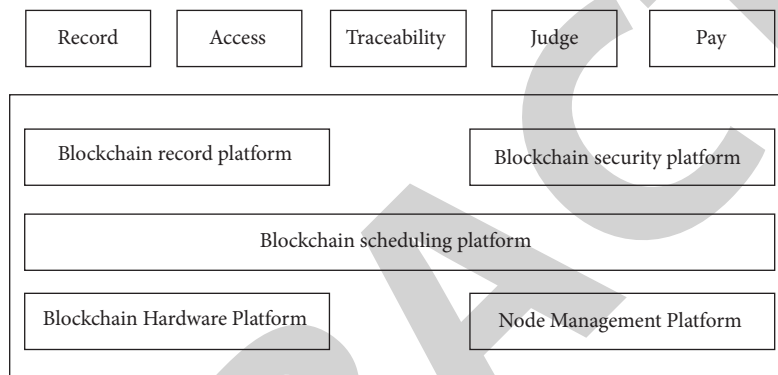 Record
Access
Traceability
Judge
Pay
Blockchain record platform
Blockchain security platform
Blockchain scheduling platform
Blockchain Hardware Platform
Node Management Platform